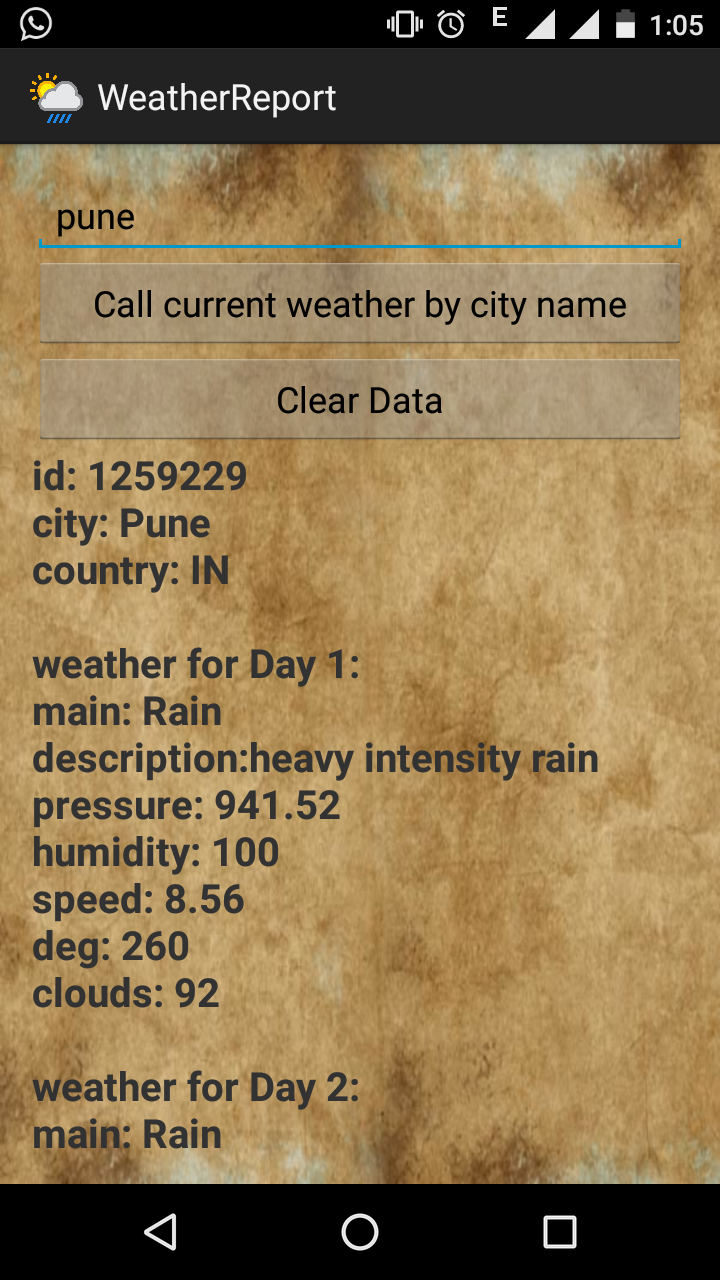 E 1:05
WeatherReport
pune
Call current weather by city name
Clear Data
id: 1259229
city: Pune
country: IN
weather for Day 1:
main: Rain
description:heavy intensity rain
pressure: 941.52
humidity: 100
speed: 8.56
deg: 260
clouds: 92
weather for Day 2:
main: Rain